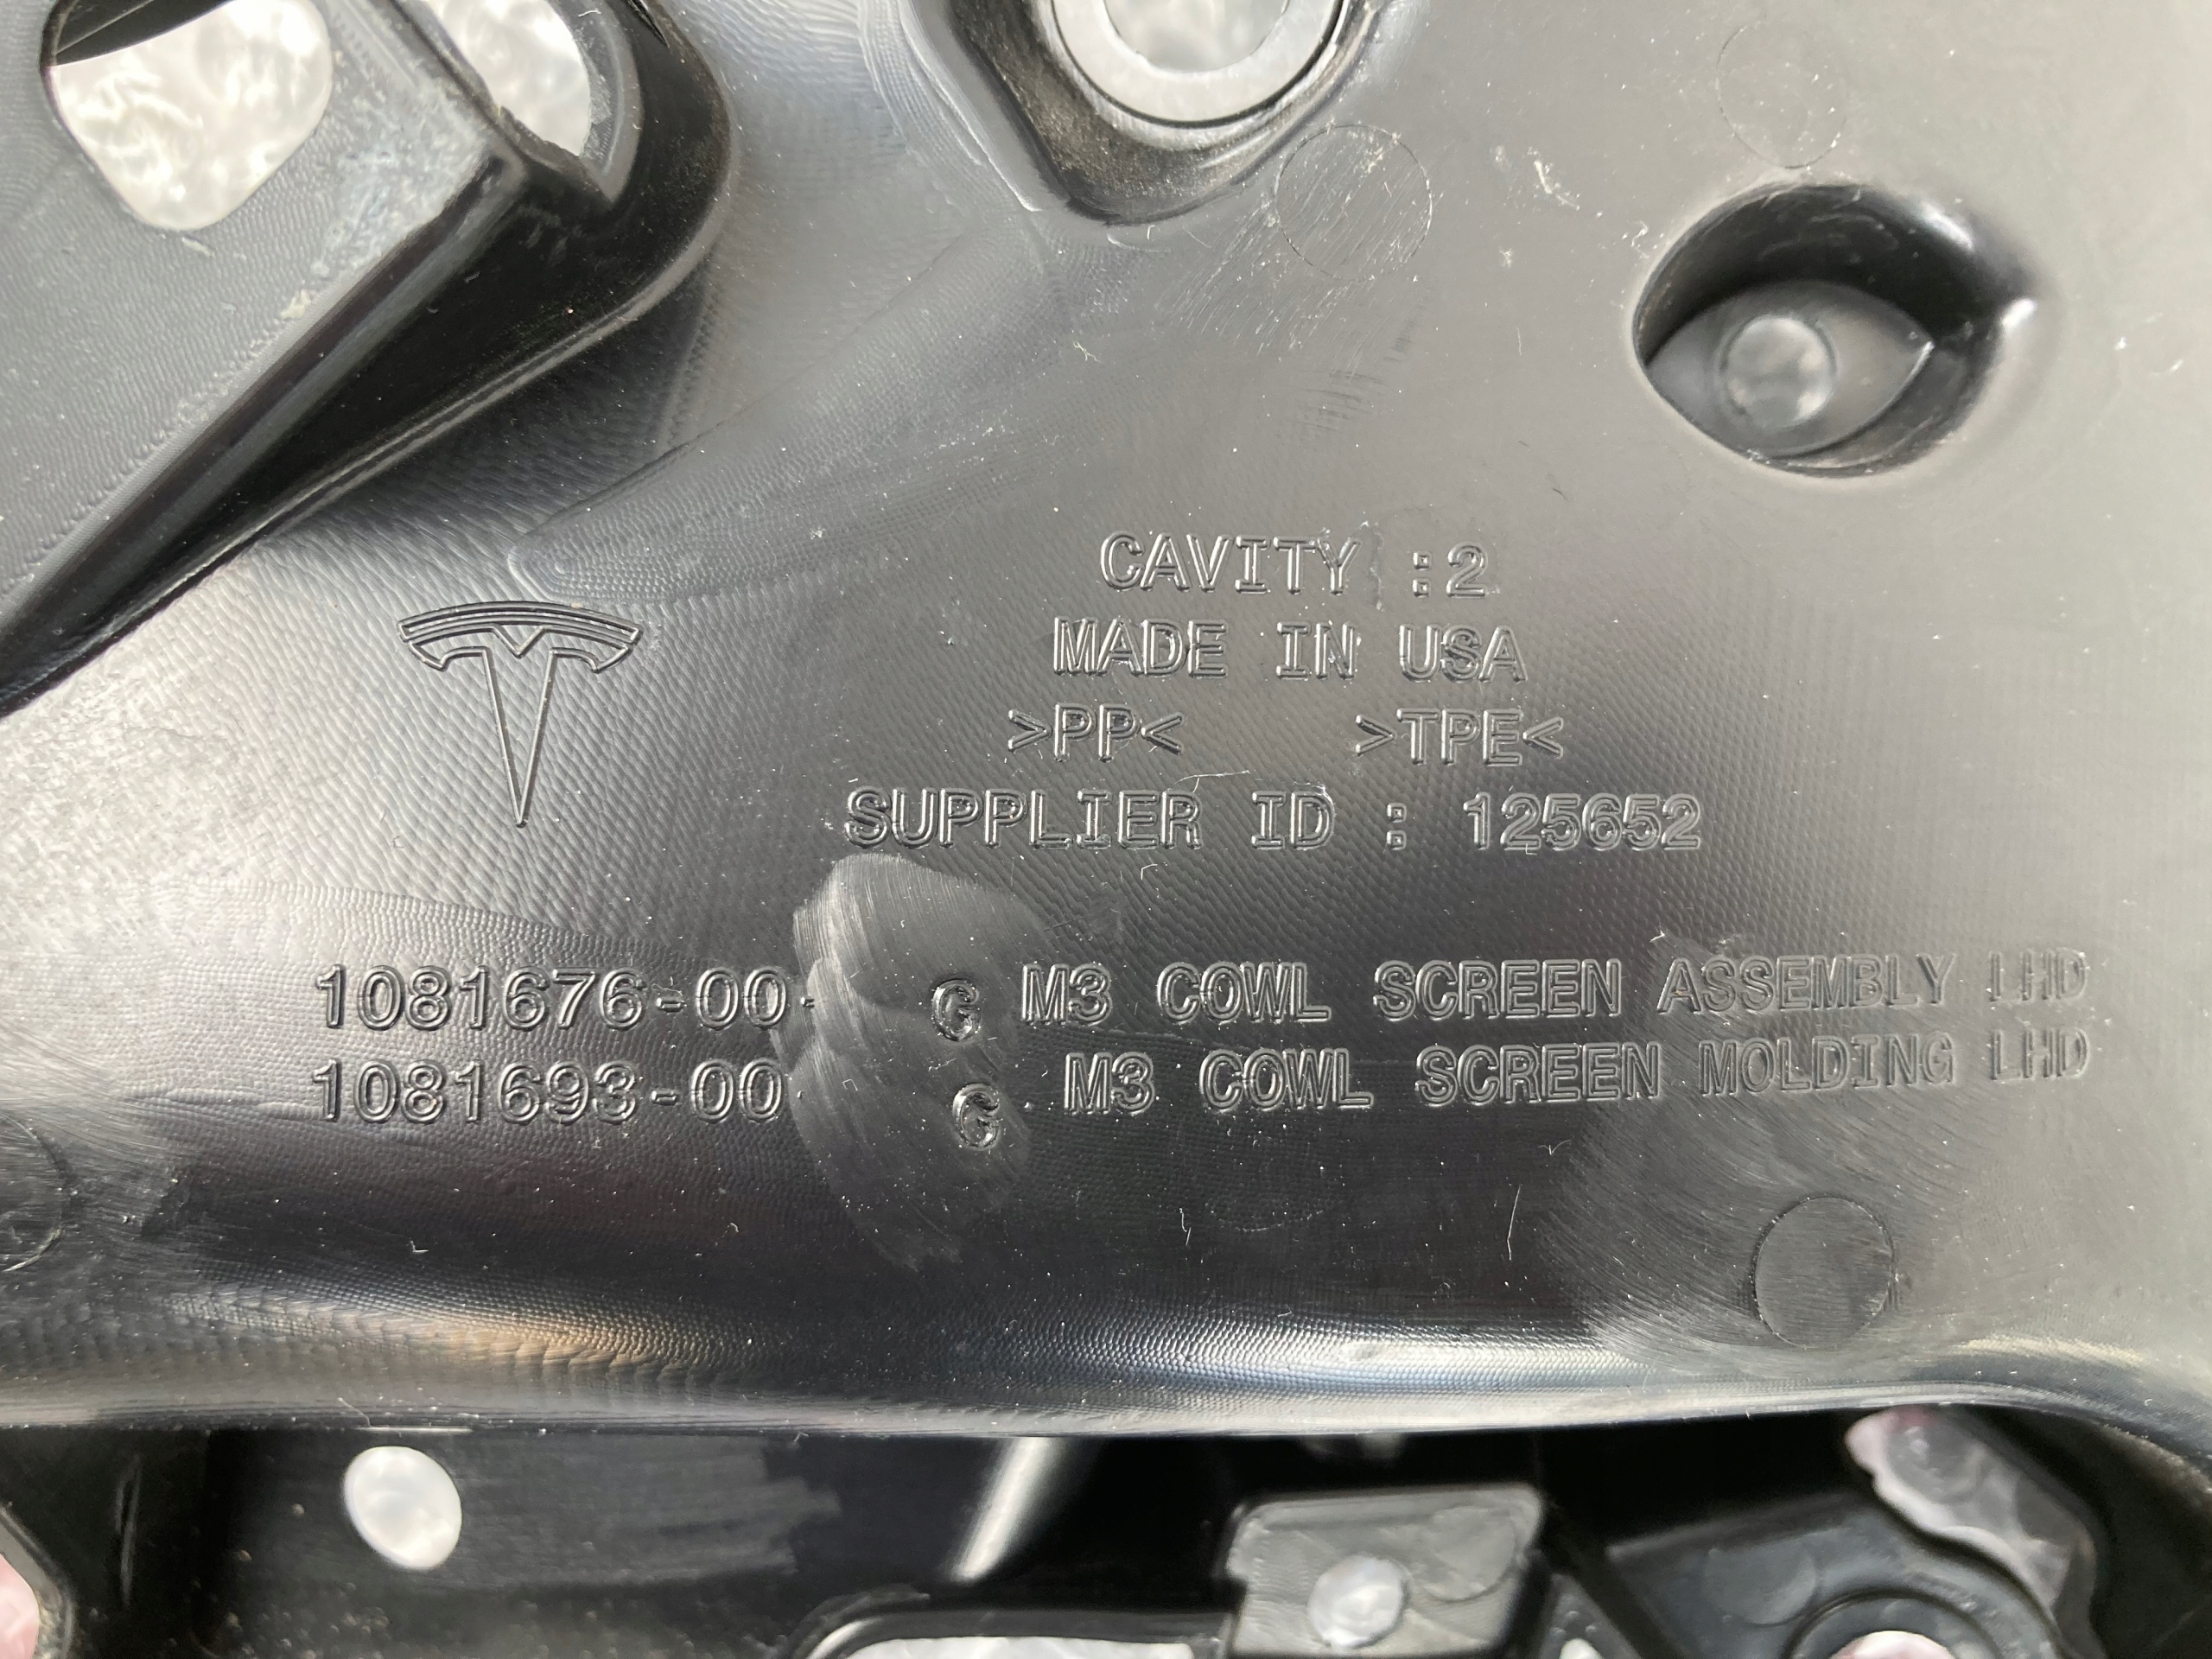 CAVITY :2
MADE IN USA
>PP< >TPE<
SUPPLIER ID : 125652
1081676-00- G M3 COWL SCREEN ASSEMBLY LHD
1081693-00 G M3 COWL SCREEN MOLDING LHD